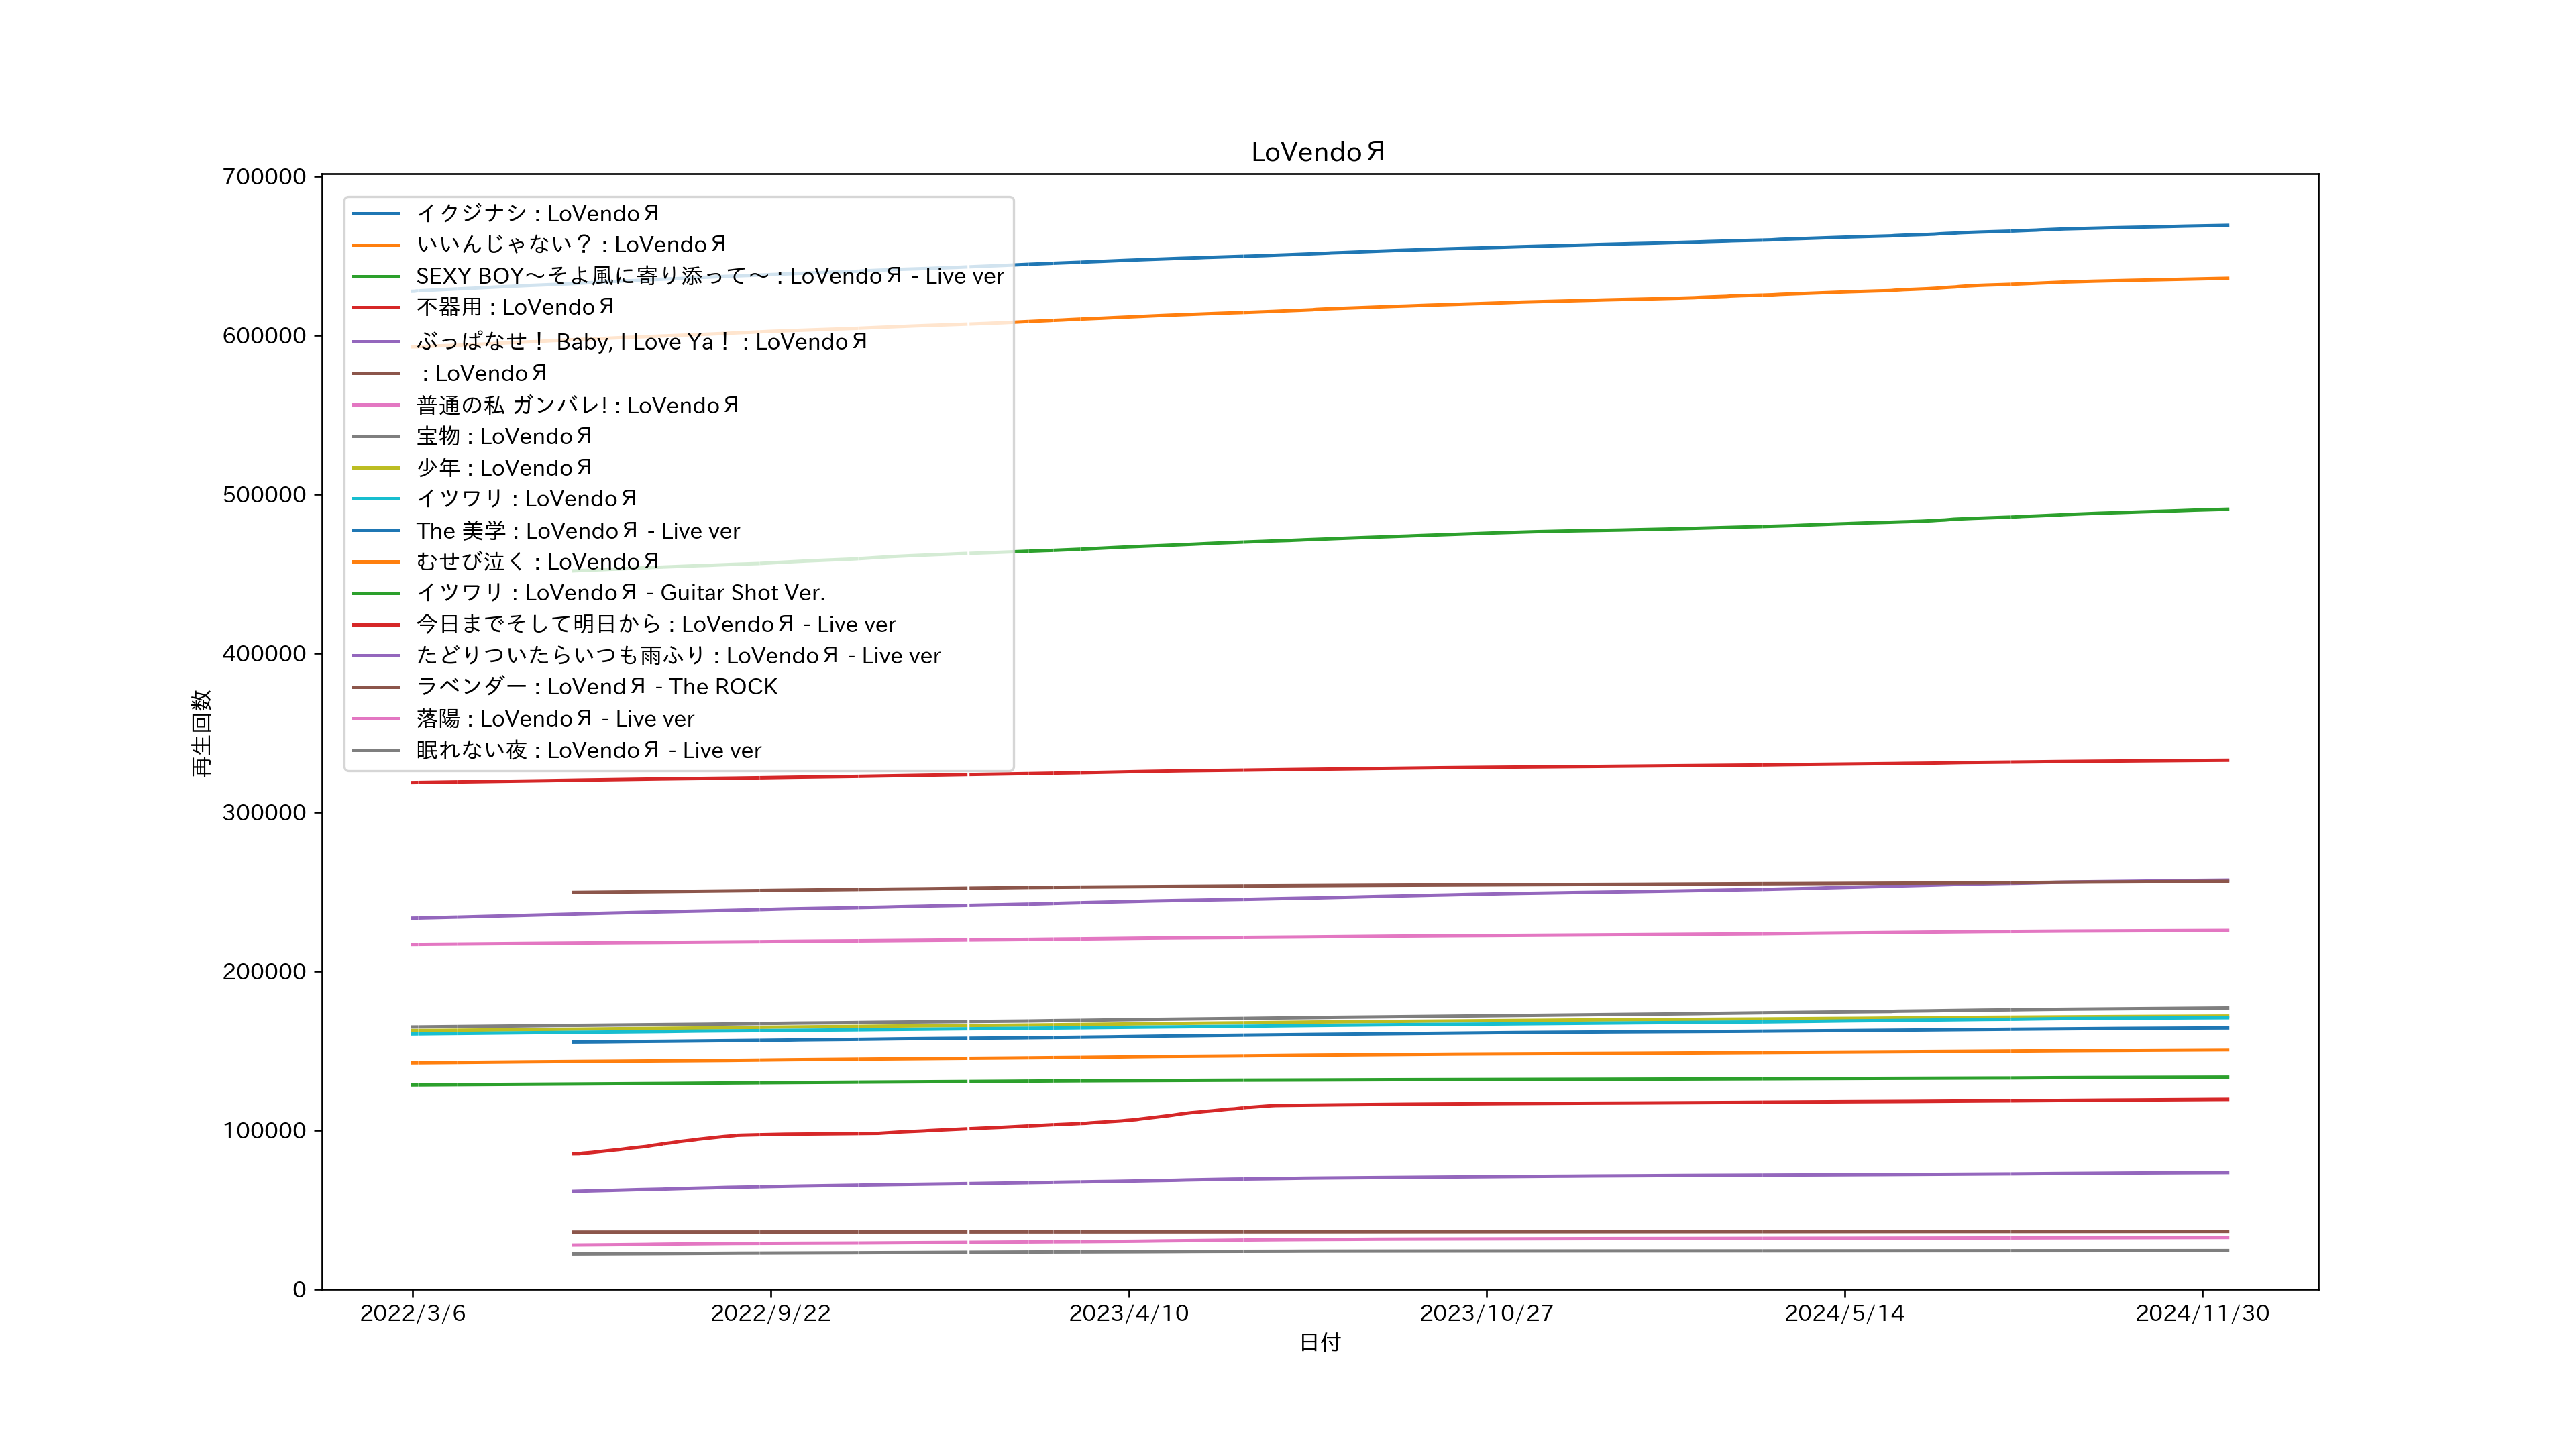 LoVendoЯ
700000
600000
500000
400000
300000
200000
100000
0
再生回数
イクジナシ : LoVendoЯ
いいんじゃない？ : LoVendoЯ
SEXY BOY～そよ風に寄り添って～ : LoVendoЯ - Live ver
不器用 : LoVendoЯ
ぶっぱなせ！ Baby, I Love Ya！ : LoVendoЯ
: LoVendoЯ
普通の私 ガンバレ! : LoVendoЯ
宝物 : LoVendoЯ
少年 : LoVendoЯ
イツワリ : LoVendoЯ
The 美学 : LoVendoЯ - Live ver
むせび泣く : LoVendoЯ
イツワリ : LoVendoЯ - Guitar Shot Ver.
今日までそして明日から : LoVendoЯ - Live ver
たどりついたらいつも雨ふり : LoVendoЯ - Live ver
ラベンダー : LoVendЯ - The ROCK
落陽 : LoVendoЯ - Live ver
眠れない夜 : LoVendoЯ - Live ver
2022/3/6
2022/9/22
2023/4/10
2023/10/27
2024/5/14
2024/11/30
日付